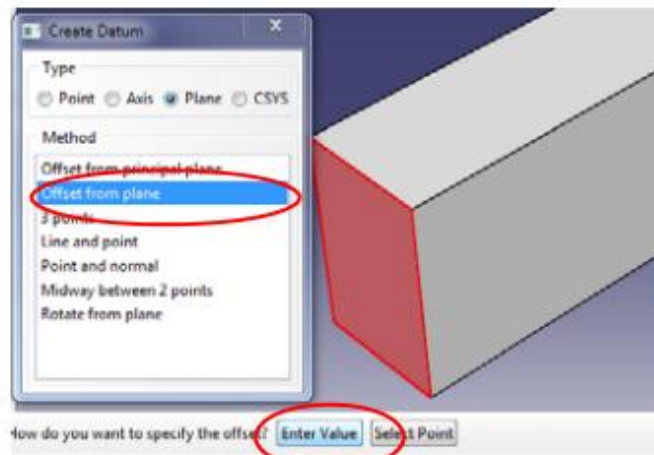 Create Datum
x
Type
Point Axis Plane CSYS
Method
Offset from principal plane
Offset from plane
3 points
Line and point
Point and normal
Midway between 2 points
Rotate from plane
How do you want to specify the offset? Enter Value Select Point